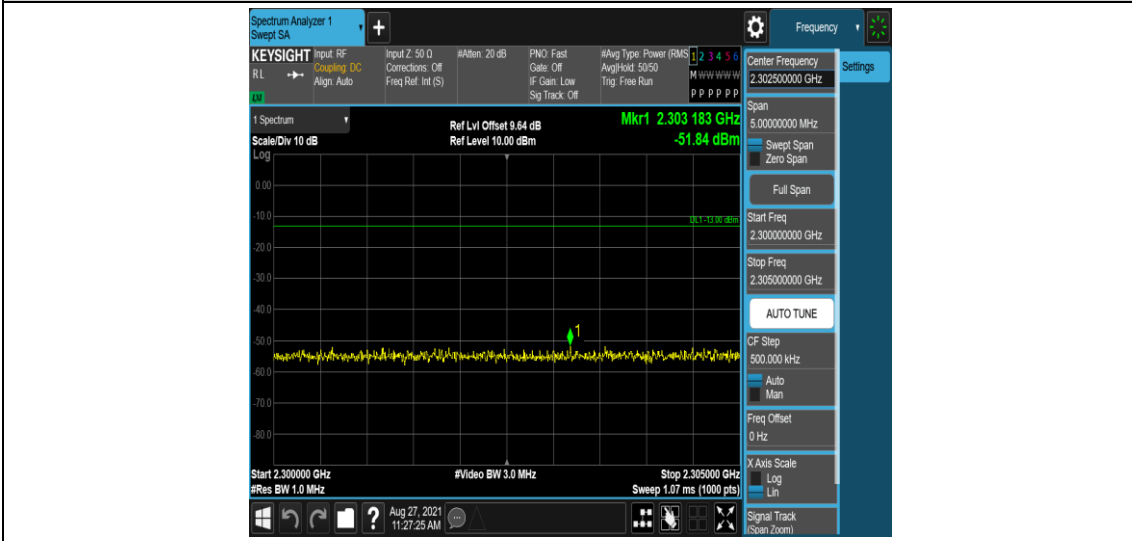 Spectrum Analyzer 1
Swept SA
Frequency
KEYSIGHT
RL
Input: RF
Coupling: DC
Align: Auto
Input Z: 50 Ω
Corrections: Off
Freq Ref: Int (S)
#Atten: 20 dB
PNO: Fast
Gate: Off
IF Gain: Low
Sig Track: Off
#Avg Type: Power (RMS
Avg|Hold: 50/50
Trig: Free Run
1 2 3 4 5 6
M W W W W W
P P P P P P
Settings
Center Frequency
2.302500000 GHz
Span
5.00000000 MHz
Swept Span
Zero Span
Full Span
Start Freq
2.300000000 GHz
Stop Freq
2.305000000 GHz
AUTO TUNE
CF Step
500.000 kHz
Auto
Man
Freq Offset
0 Hz
X Axis Scale
Log
Lin
Signal Track
(Span Zoom)
1 Spectrum
Scale/Div 10 dB
Log
Ref Lvl Offset 9.64 dB
Ref Level 10.00 dBm
Mkr1 2.303 183 GHz
-51.84 dBm
0.00
-10.0
DL1 -13.00 dBm
-20.0
-30.0
-40.0
1
-50.0
-60.0
-70.0
-80.0
Start 2.300000 GHz
#Video BW 3.0 MHz
Stop 2.305000 GHz
#Res BW 1.0 MHz
Sweep 1.07 ms (1000 pts)
?
Aug 27, 2021
11:27:25 AM